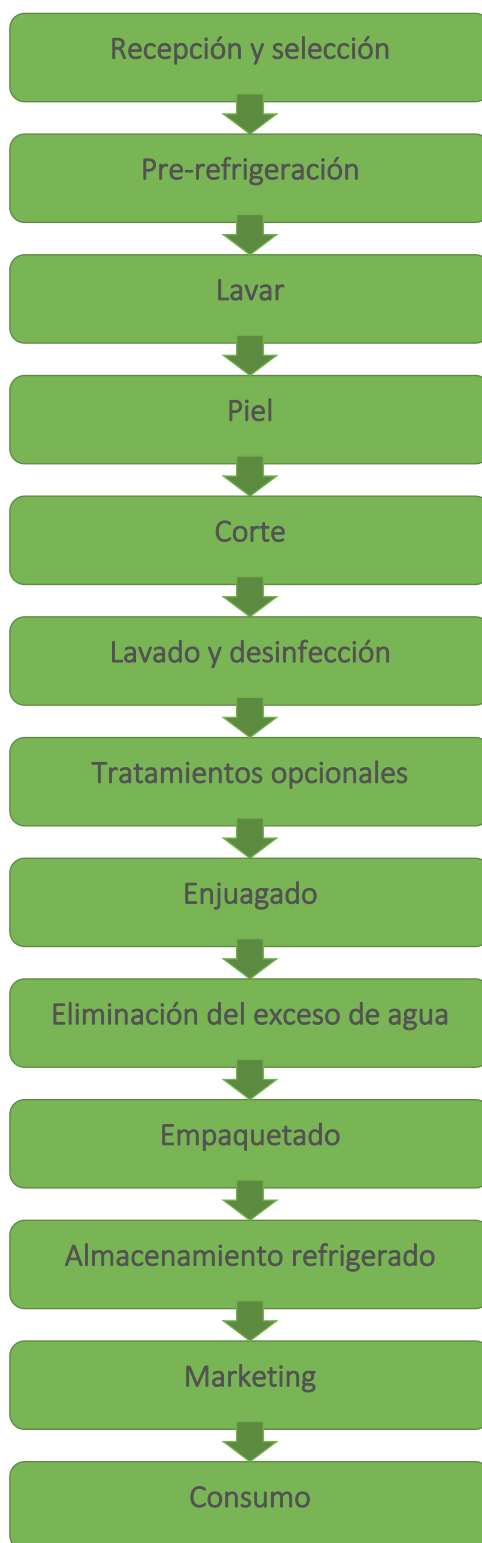 Recepción y selección
Pre-refrigeración
Lavar
Piel
Corte
Lavado y desinfección
Tratamientos opcionales
Enjuagado
Eliminación del exceso de agua
Empaquetado
Almacenamiento refrigerado
Marketing
Consumo